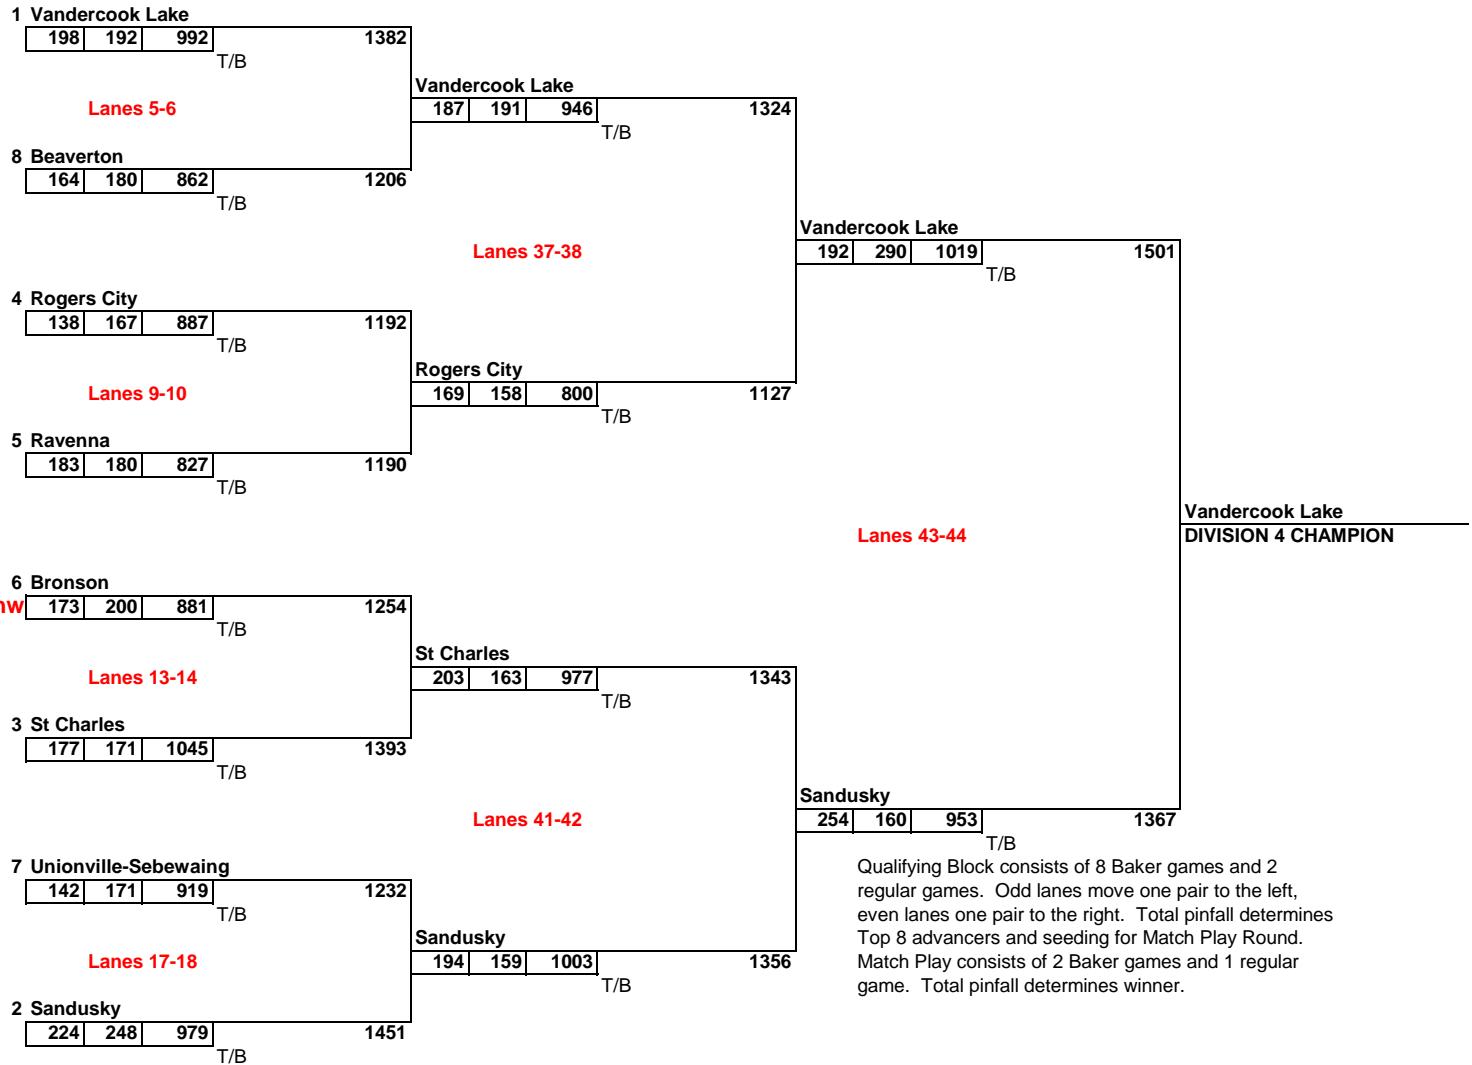 1 Vandercook Lake
198 192 992 1382
T/B
Vandercook Lake
Lanes 5-6
187 191 946 1324
T/B
8 Beaverton
164 180 862 1206
T/B
Vandercook Lake
Lanes 37-38
192 290 1019 1501
T/B
4 Rogers City
138 167 887 1192
T/B
Rogers City
Lanes 9-10
169 158 800 1127
T/B
5 Ravenna
183 180 827 1190
T/B
Vandercook Lake
Lanes 43-44
DIVISION 4 CHAMPION
6 Bronson
173 200 881 1254
T/B
St Charles
Lanes 13-14
203 163 977 1343
T/B
3 St Charles
177 171 1045 1393
T/B
Sandusky
Lanes 41-42
254 160 953 1367
T/B
7 Unionville-Sebewaing
142 171 919 1232
T/B
Qualifying Block consists of 8 Baker games and 2
regular games. Odd lanes move one pair to the left,
even lanes one pair to the right. Total pinfall determines
Top 8 advancers and seeding for Match Play Round.
Match Play consists of 2 Baker games and 1 regular
game. Total pinfall determines winner.
Sandusky
Lanes 17-18
194 159 1003 1356
T/B
2 Sandusky
224 248 979 1451
T/B